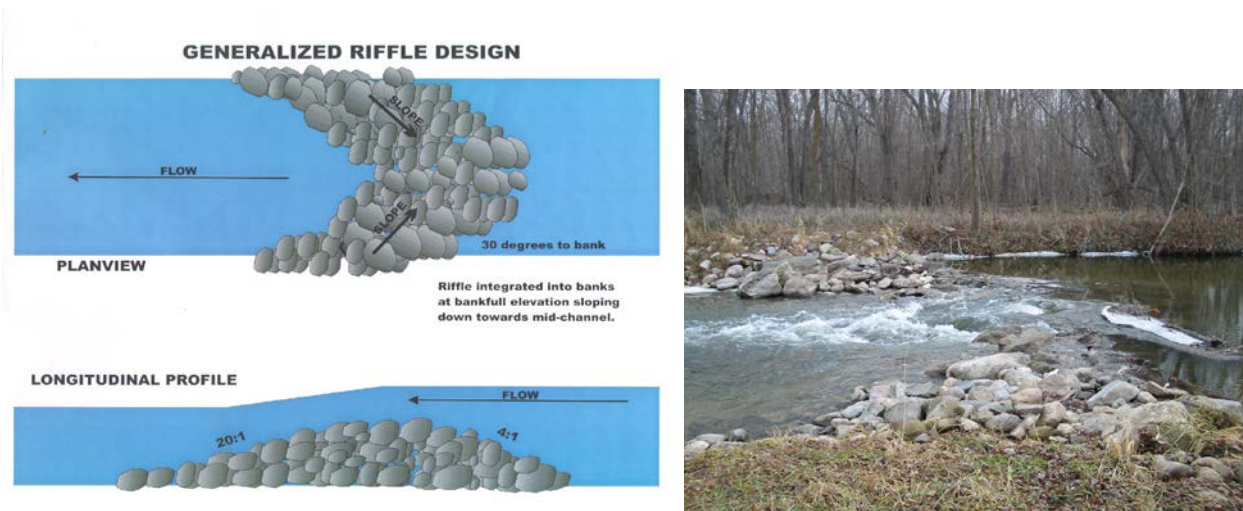 GENERALIZED RIFFLE DESIGN
SLOPE
FLOW
SLOPE
30 degrees to bank
PLANVIEW
Riffle integrated into banks
at bankfull elevation sloping
down towards mid-channel.
LONGITUDINAL PROFILE
FLOW
20:1
4:1